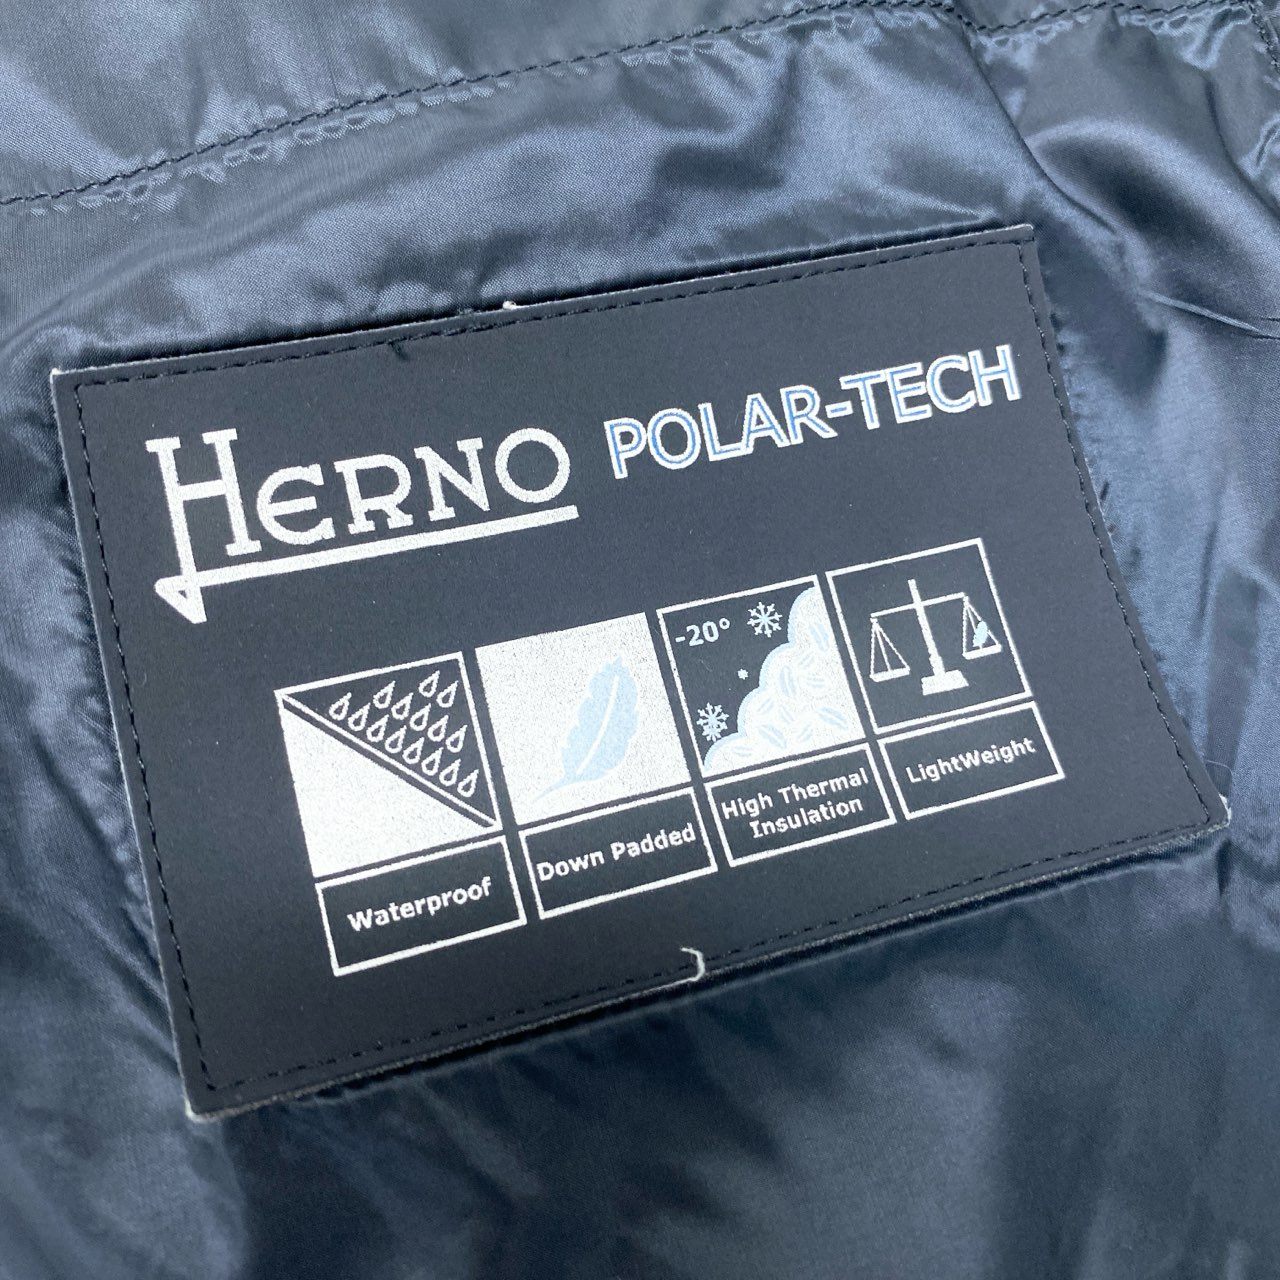 HERNO POLAR-TECH
-20°
Waterproof
Down Padded
High Thermal
Insulation
LightWeight